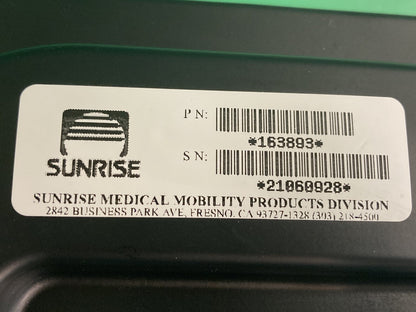 P N:
*163893*
S N:
*21060928*
SUNRISE
SUNRISE MEDICAL MOBILITY PRODUCTS DIVISION
2842 BUSINESS PARK AVE, FRESNO, CA 93727-1328 (303) 218-4500